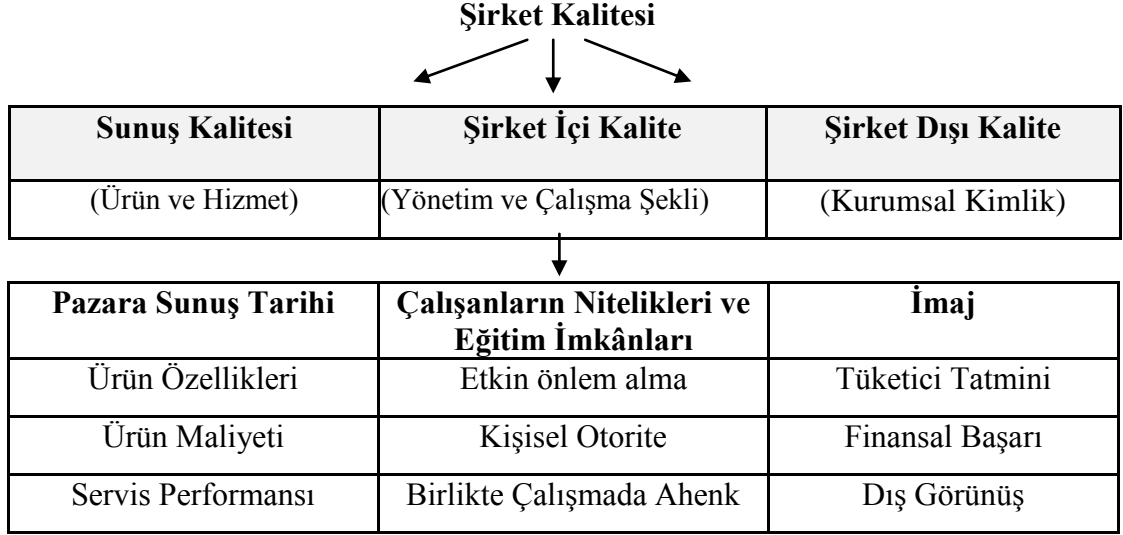 Şirket Kalitesi
Sunuş Kalitesi
Şirket İçi Kalite
Şirket Dışı Kalite
(Ürün ve Hizmet)
(Yönetim ve Çalışma Şekli)
(Kurumsal Kimlik)
Pazara Sunuş Tarihi
Çalışanların Nitelikleri ve
Eğitim İmkânları
İmaj
Ürün Özellikleri
Etkin önlem alma
Tüketici Tatmini
Ürün Maliyeti
Kişisel Otorite
Finansal Başarı
Servis Performansı
Birlikte Çalışmada Ahenk
Dış Görünüş